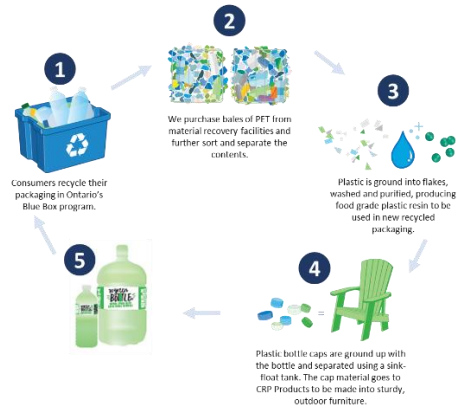 1
Consumers recycle their
packaging in Ontario's
Blue Box program.
2
We purchase bales of PET from
material recovery facilities and
further sort and separate the
contents.
3
Plastic is ground into flakes,
washed and purified, producing
food grade plastic resin to
be used in new recycled
packaging.
4
=
Plastic bottle caps are ground up with
the bottle and separated using a sink-
float tank. The cap material goes to
CRP Products to be made into sturdy,
outdoor furniture.
5
BOTTLE
BOTTLE